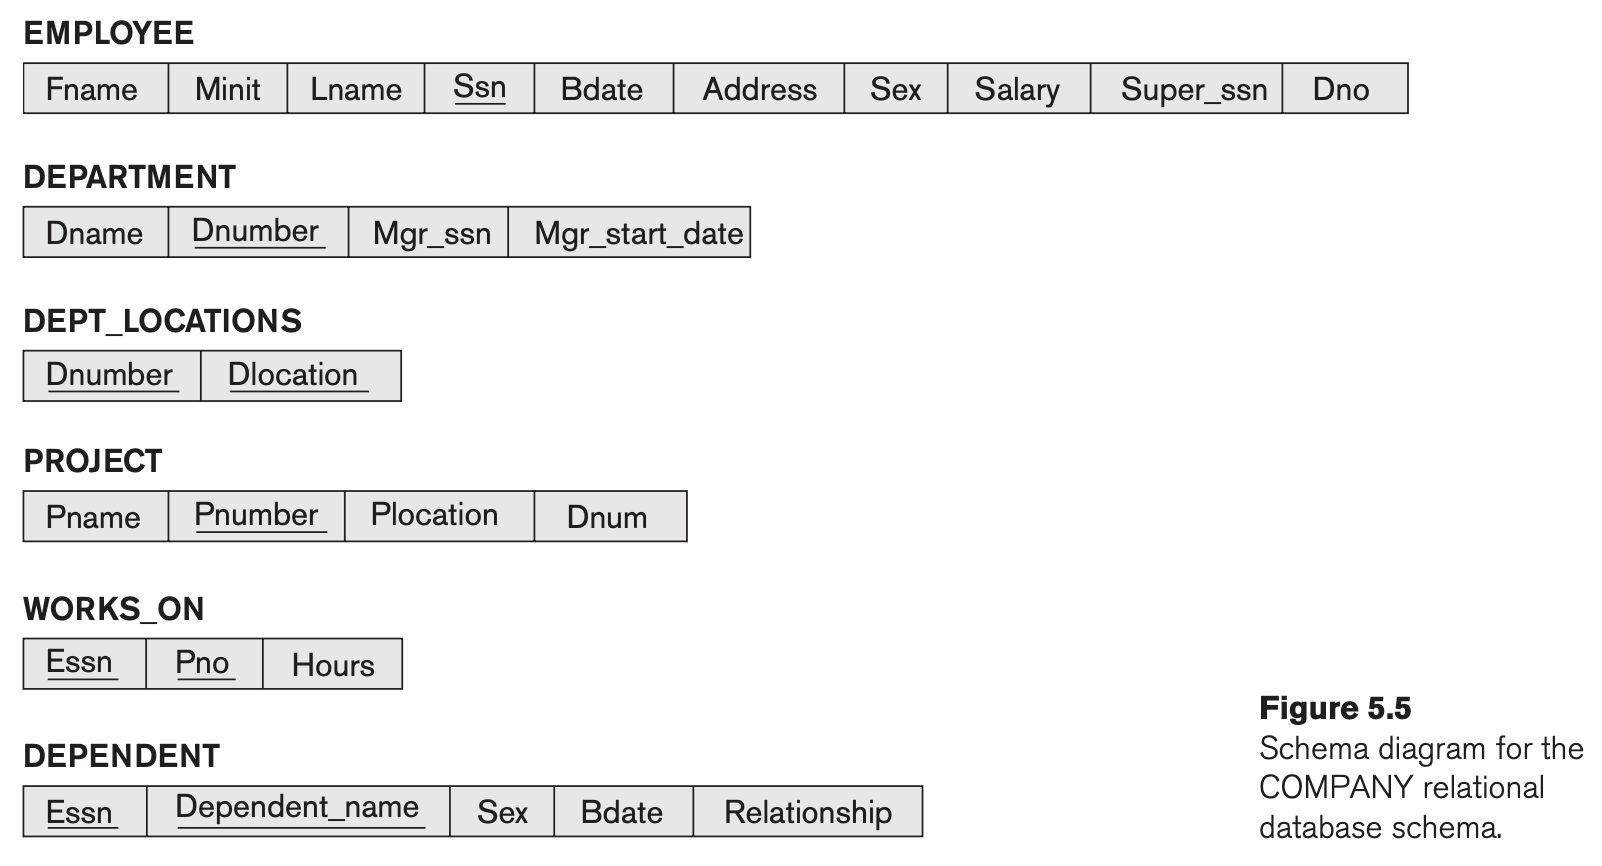 EMPLOYEE
Fname Minit Lname Ssn Bdate Address Sex Salary Super_ssn Dno
DEPARTMENT
Dname Dnumber Mgr_ssn Mgr_start_date
DEPT_LOCATIONS
Dnumber Dlocation
PROJECT
Pname Pnumber Plocation Dnum
WORKS_ON
Essn Pno Hours
DEPENDENT
Essn Dependent_name Sex Bdate Relationship
Figure 5.5
Schema diagram for the
COMPANY relational
database schema.